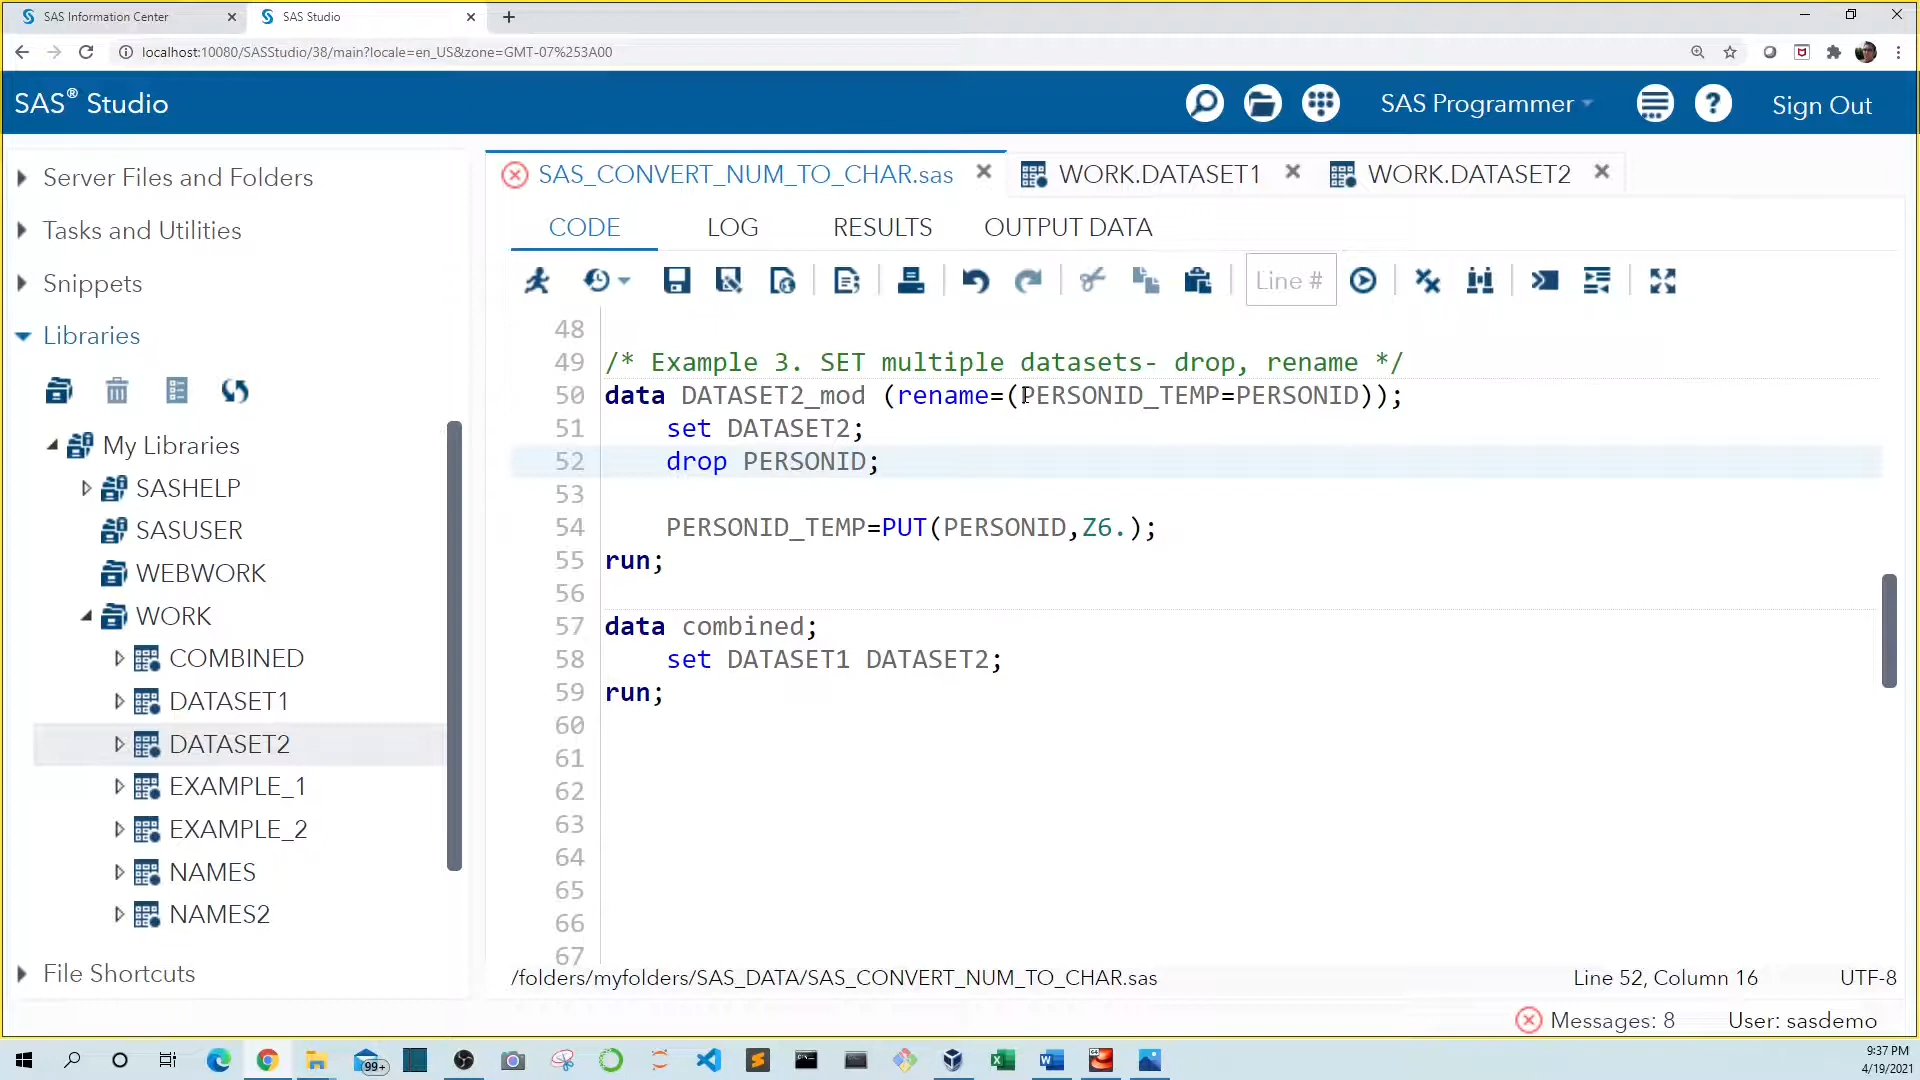 SAS Information Center
SAS Studio
localhost:10080/SASStudio/38/main?locale=en_US&zone=GMT-07%253A00
SAS® Studio
SAS Programmer
Sign Out
Server Files and Folders
Tasks and Utilities
Snippets
Libraries
My Libraries
SASHELP
SASUSER
WEBWORK
WORK
COMBINED
DATASET1
DATASET2
EXAMPLE_1
EXAMPLE_2
NAMES
NAMES2
File Shortcuts
SAS_CONVERT_NUM_TO_CHAR.sas
WORK.DATASET1
WORK.DATASET2
CODE LOG RESULTS OUTPUT DATA
Line #
48
49 /* Example 3. SET multiple datasets- drop, rename */
50 data DATASET2_mod (rename=(PERSONID_TEMP=PERSONID));
51 set DATASET2;
52 drop PERSONID;
53
54 PERSONID_TEMP=PUT(PERSONID,Z6.);
55 run;
56
57 data combined;
58 set DATASET1 DATASET2;
59 run;
60
61
62
63
64
65
66
67
/folders/myfolders/SAS_DATA/SAS_CONVERT_NUM_TO_CHAR.sas
Line 52, Column 16
UTF-8
Messages: 8
User: sasdemo
99+
9:37 PM
4/19/2021